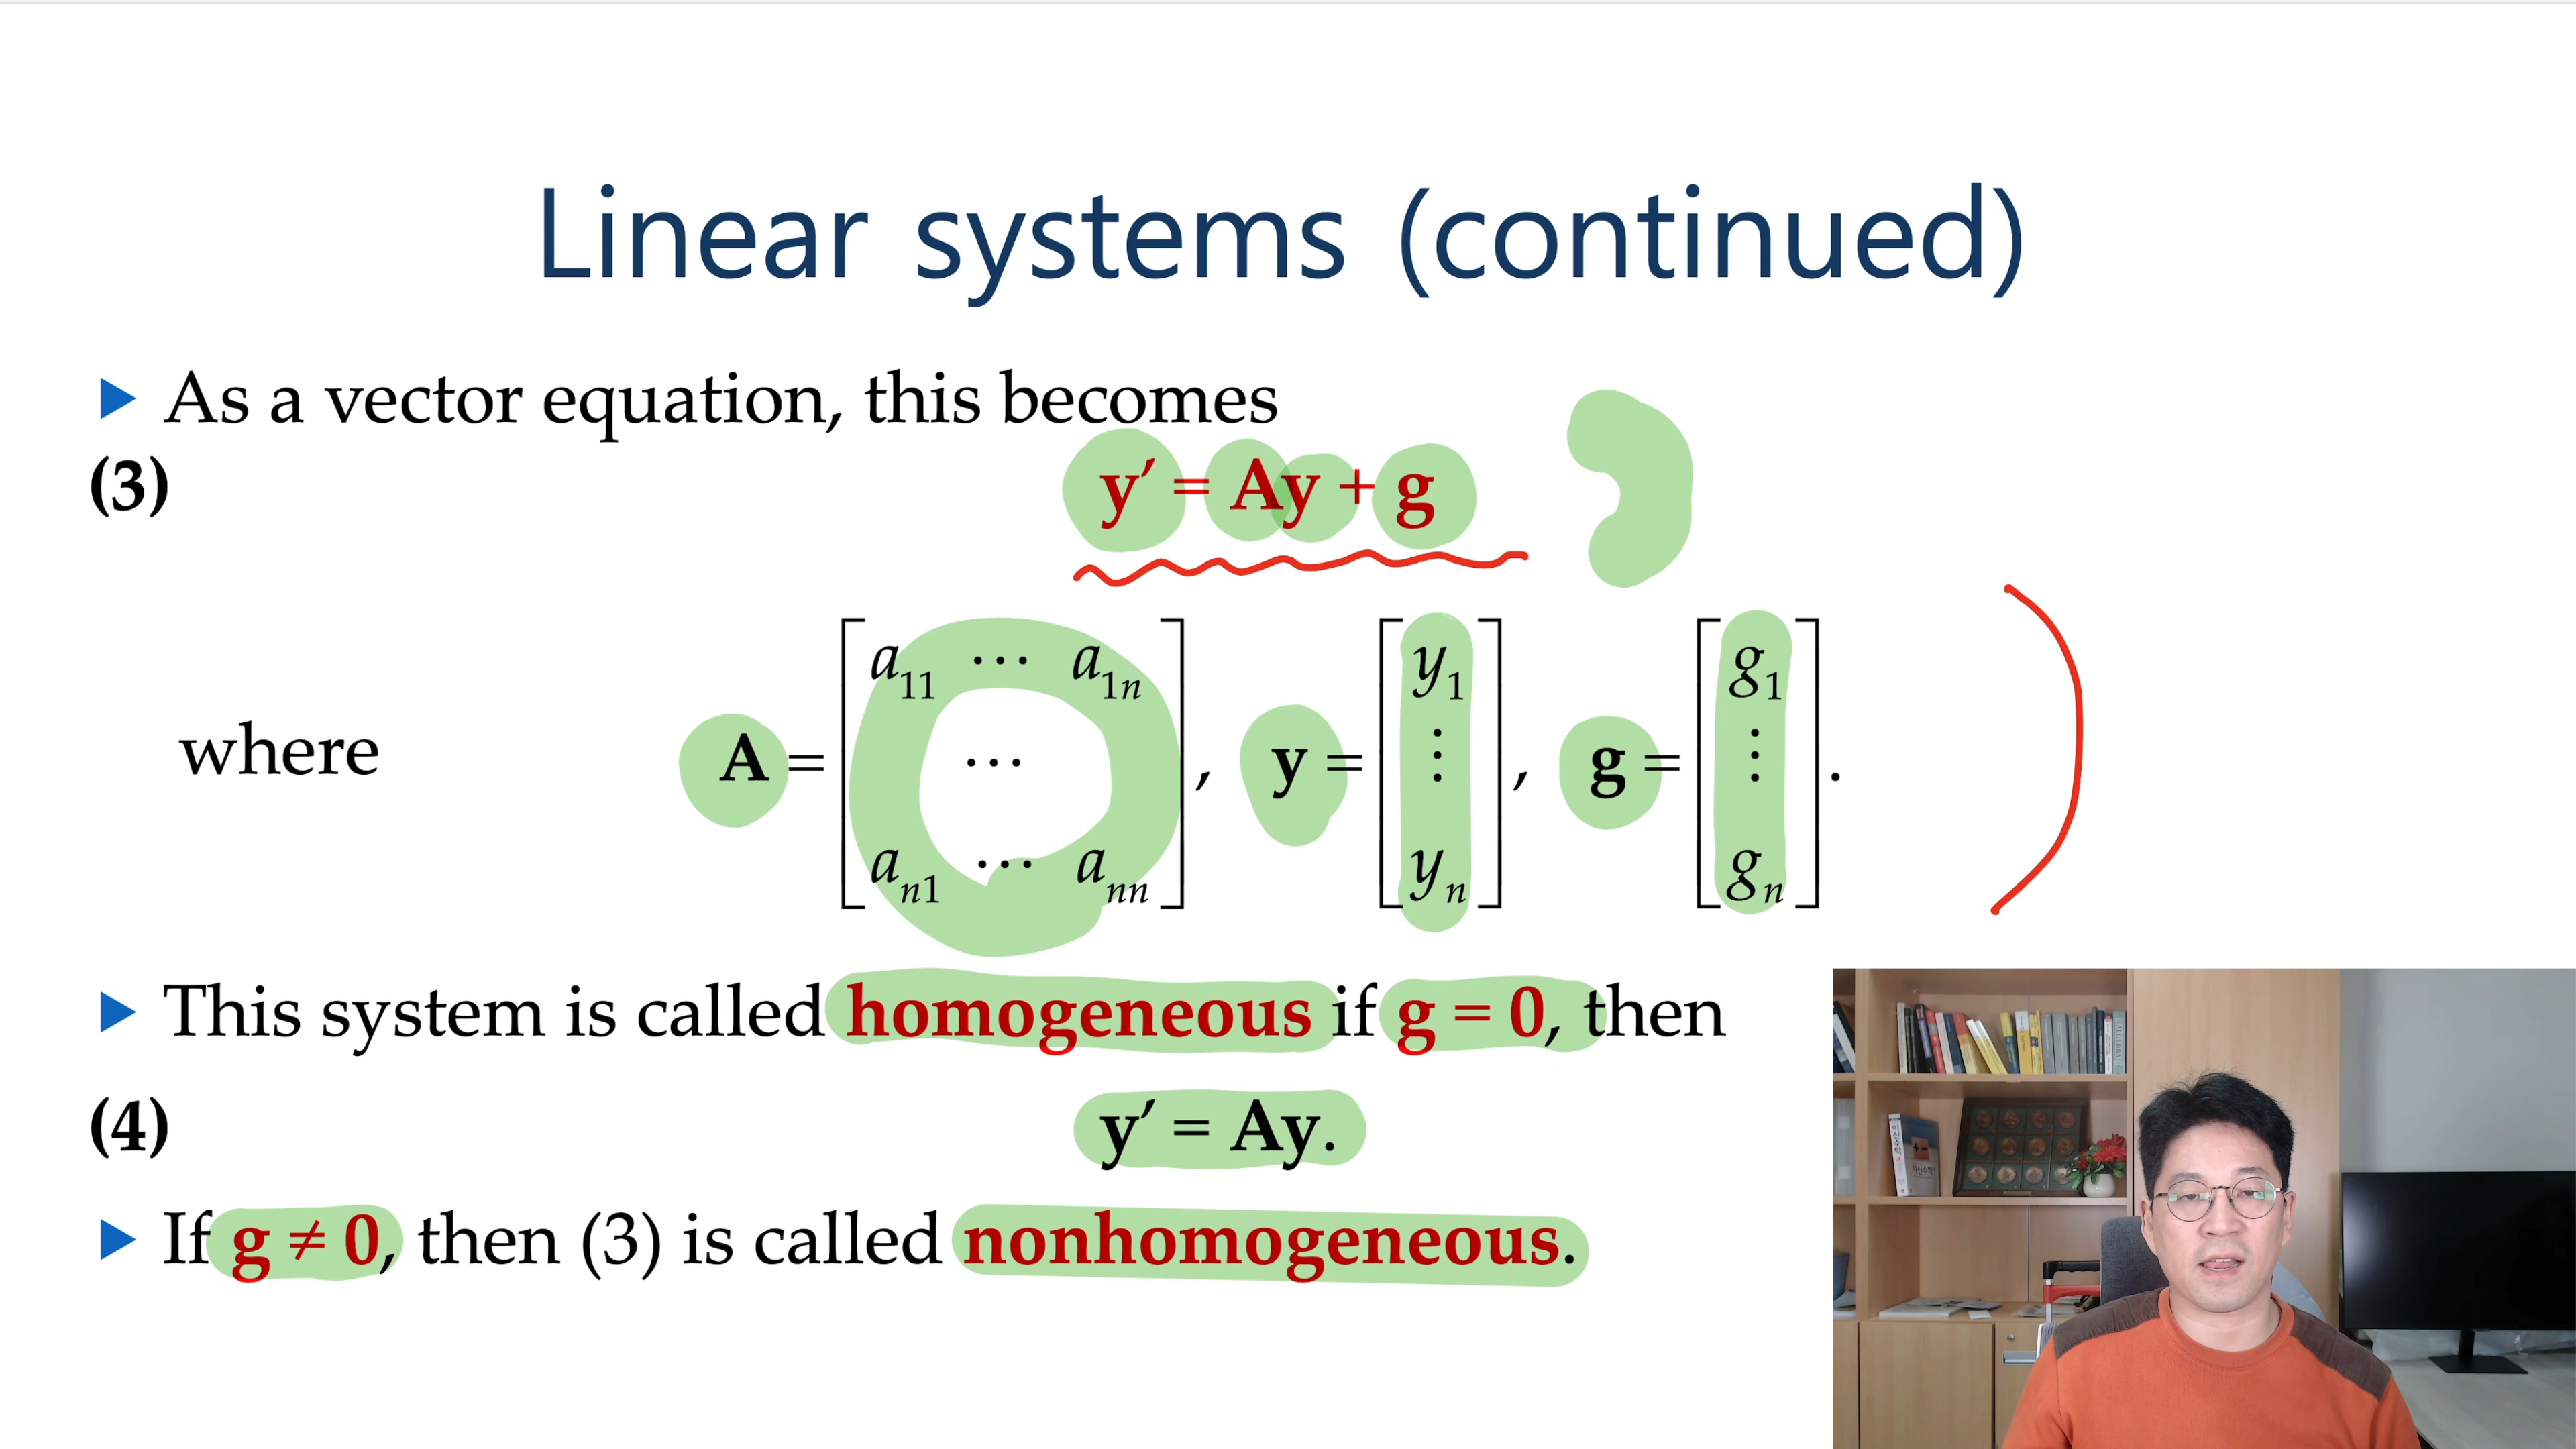 Linear systems (continued)
▶ As a vector equation, this becomes
(3) y′ = Ay + g
where A = [a11 ⋯ a1n; ⋯; an1 ⋯ ann], y = [y1 ⋮ yn], g = [g1 ⋮ gn].
▶ This system is called homogeneous if g = 0, then
(4) y′ = Ay.
▶ If g ≠ 0, then (3) is called nonhomogeneous.